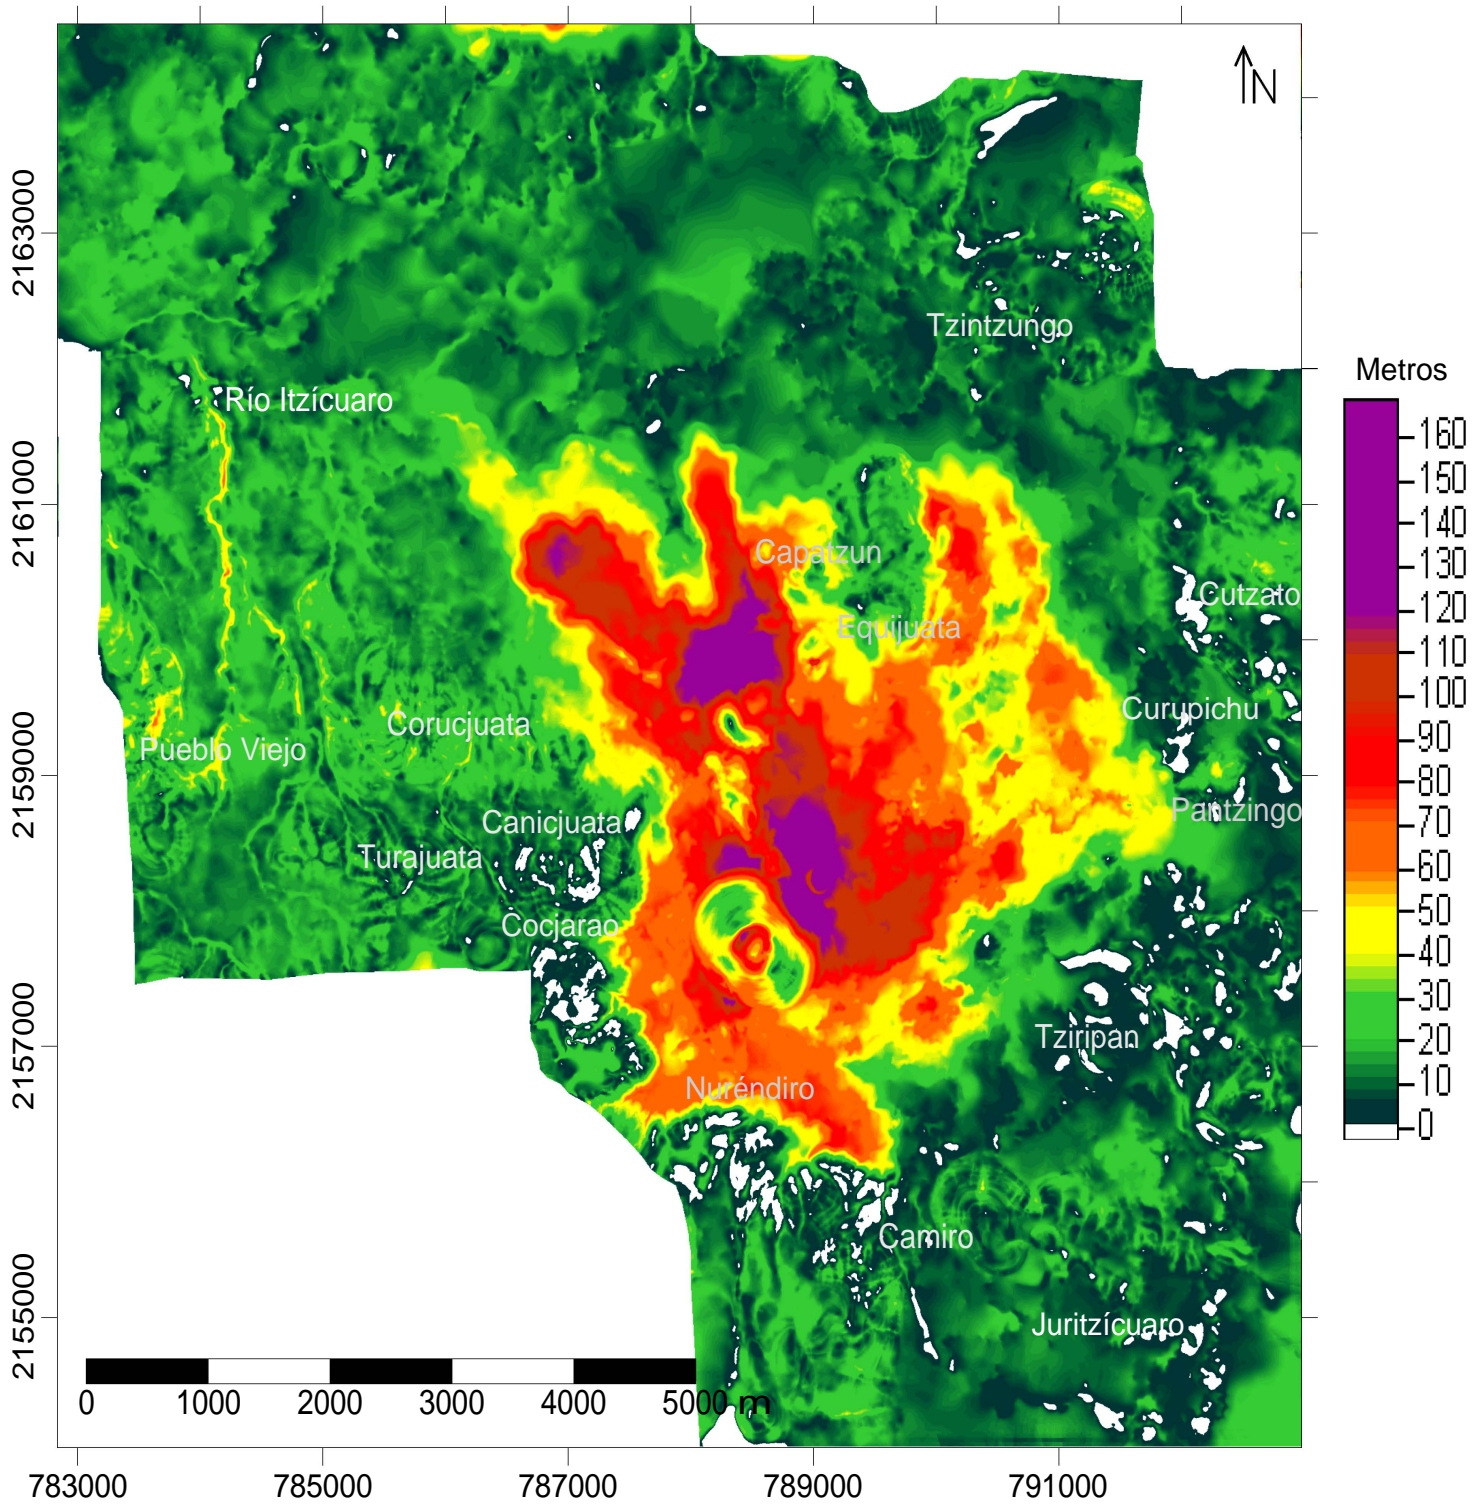 N
2163000
2161000
2159000
2157000
2155000
Tzintzungo
Río Itzícuaro
Capatzun
Cutzato
Equijuata
Curupichu
Corucjuata
Pueblo Viejo
Pantzingo
Canicjuata
Turajuata
Cocjarao
Tziripan
Nuréndiro
Camiro
Juritzícuaro
Metros
160
150
140
130
120
110
100
90
80
70
60
50
40
30
20
10
0
0 1000 2000 3000 4000 5000 m
783000 785000 787000 789000 791000